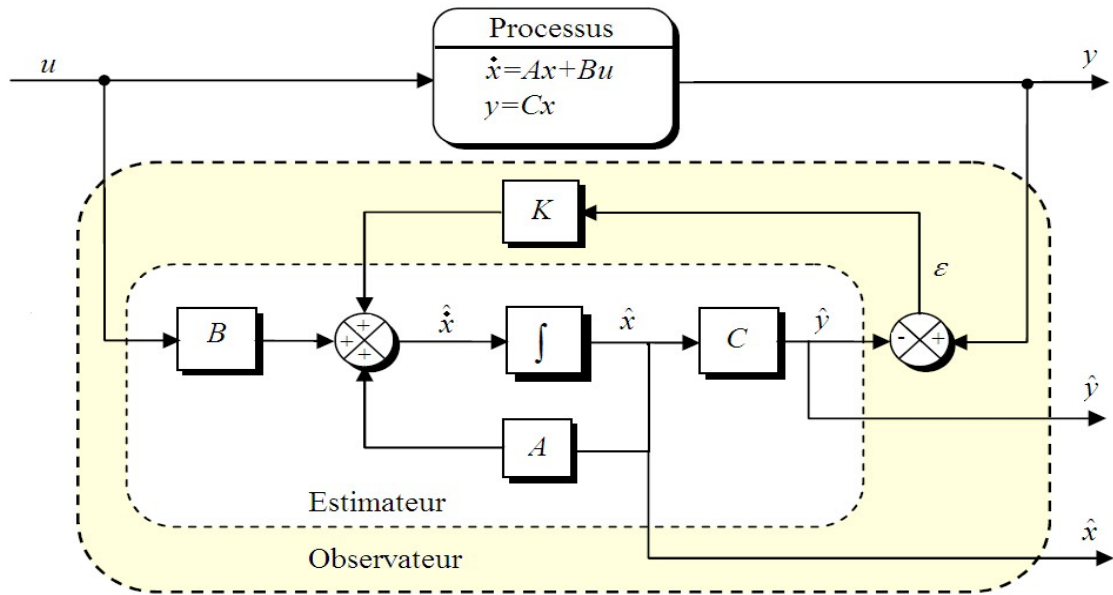 Processus
ẋ=Ax+Bu
y=Cx
u
y
K
ε
B
+
+
+
ẋ̂
∫
x̂
C
ŷ
-
+
ŷ
A
Estimateur
Observateur
x̂